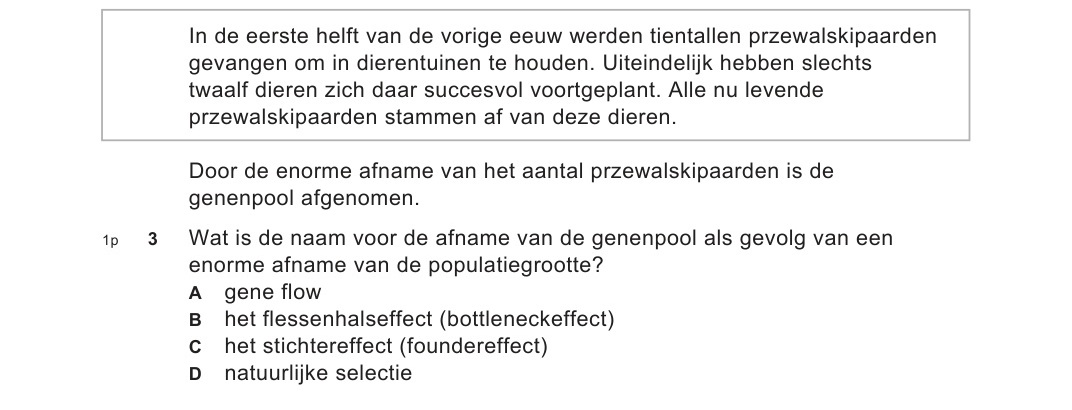 In de eerste helft van de vorige eeuw werden tientallen przewalskipaarden
gevangen om in dierentuinen te houden. Uiteindelijk hebben slechts
twaalf dieren zich daar succesvol voortgeplant. Alle nu levende
przewalskipaarden stammen af van deze dieren.
Door de enorme afname van het aantal przewalskipaarden is de
genenpool afgenomen.
1p 3 Wat is de naam voor de afname van de genenpool als gevolg van een
enorme afname van de populatiegrootte?
A gene flow
B het flessenhalseffect (bottleneckeffect)
C het stichtereffect (foundereffect)
D natuurlijke selectie